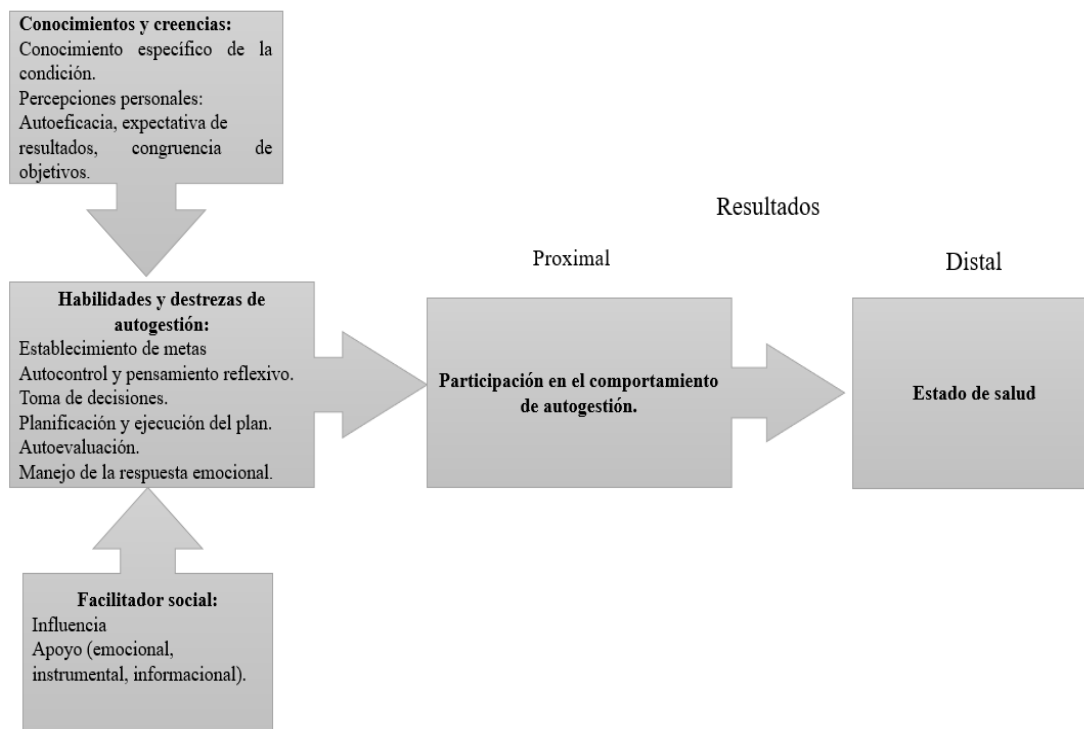 Conocimientos y creencias:
Conocimiento específico de la
condición.
Percepciones personales:
Autoeficacia, expectativa de
resultados, congruencia de
objetivos.
Resultados
Proximal
Distal
Habilidades y destrezas de
autogestión:
Establecimiento de metas
Autocontrol y pensamiento reflexivo.
Toma de decisiones.
Planificación y ejecución del plan.
Autoevaluación.
Manejo de la respuesta emocional.
Participación en el comportamiento
de autogestión.
Estado de salud
Facilitador social:
Influencia
Apoyo (emocional,
instrumental, informacional).